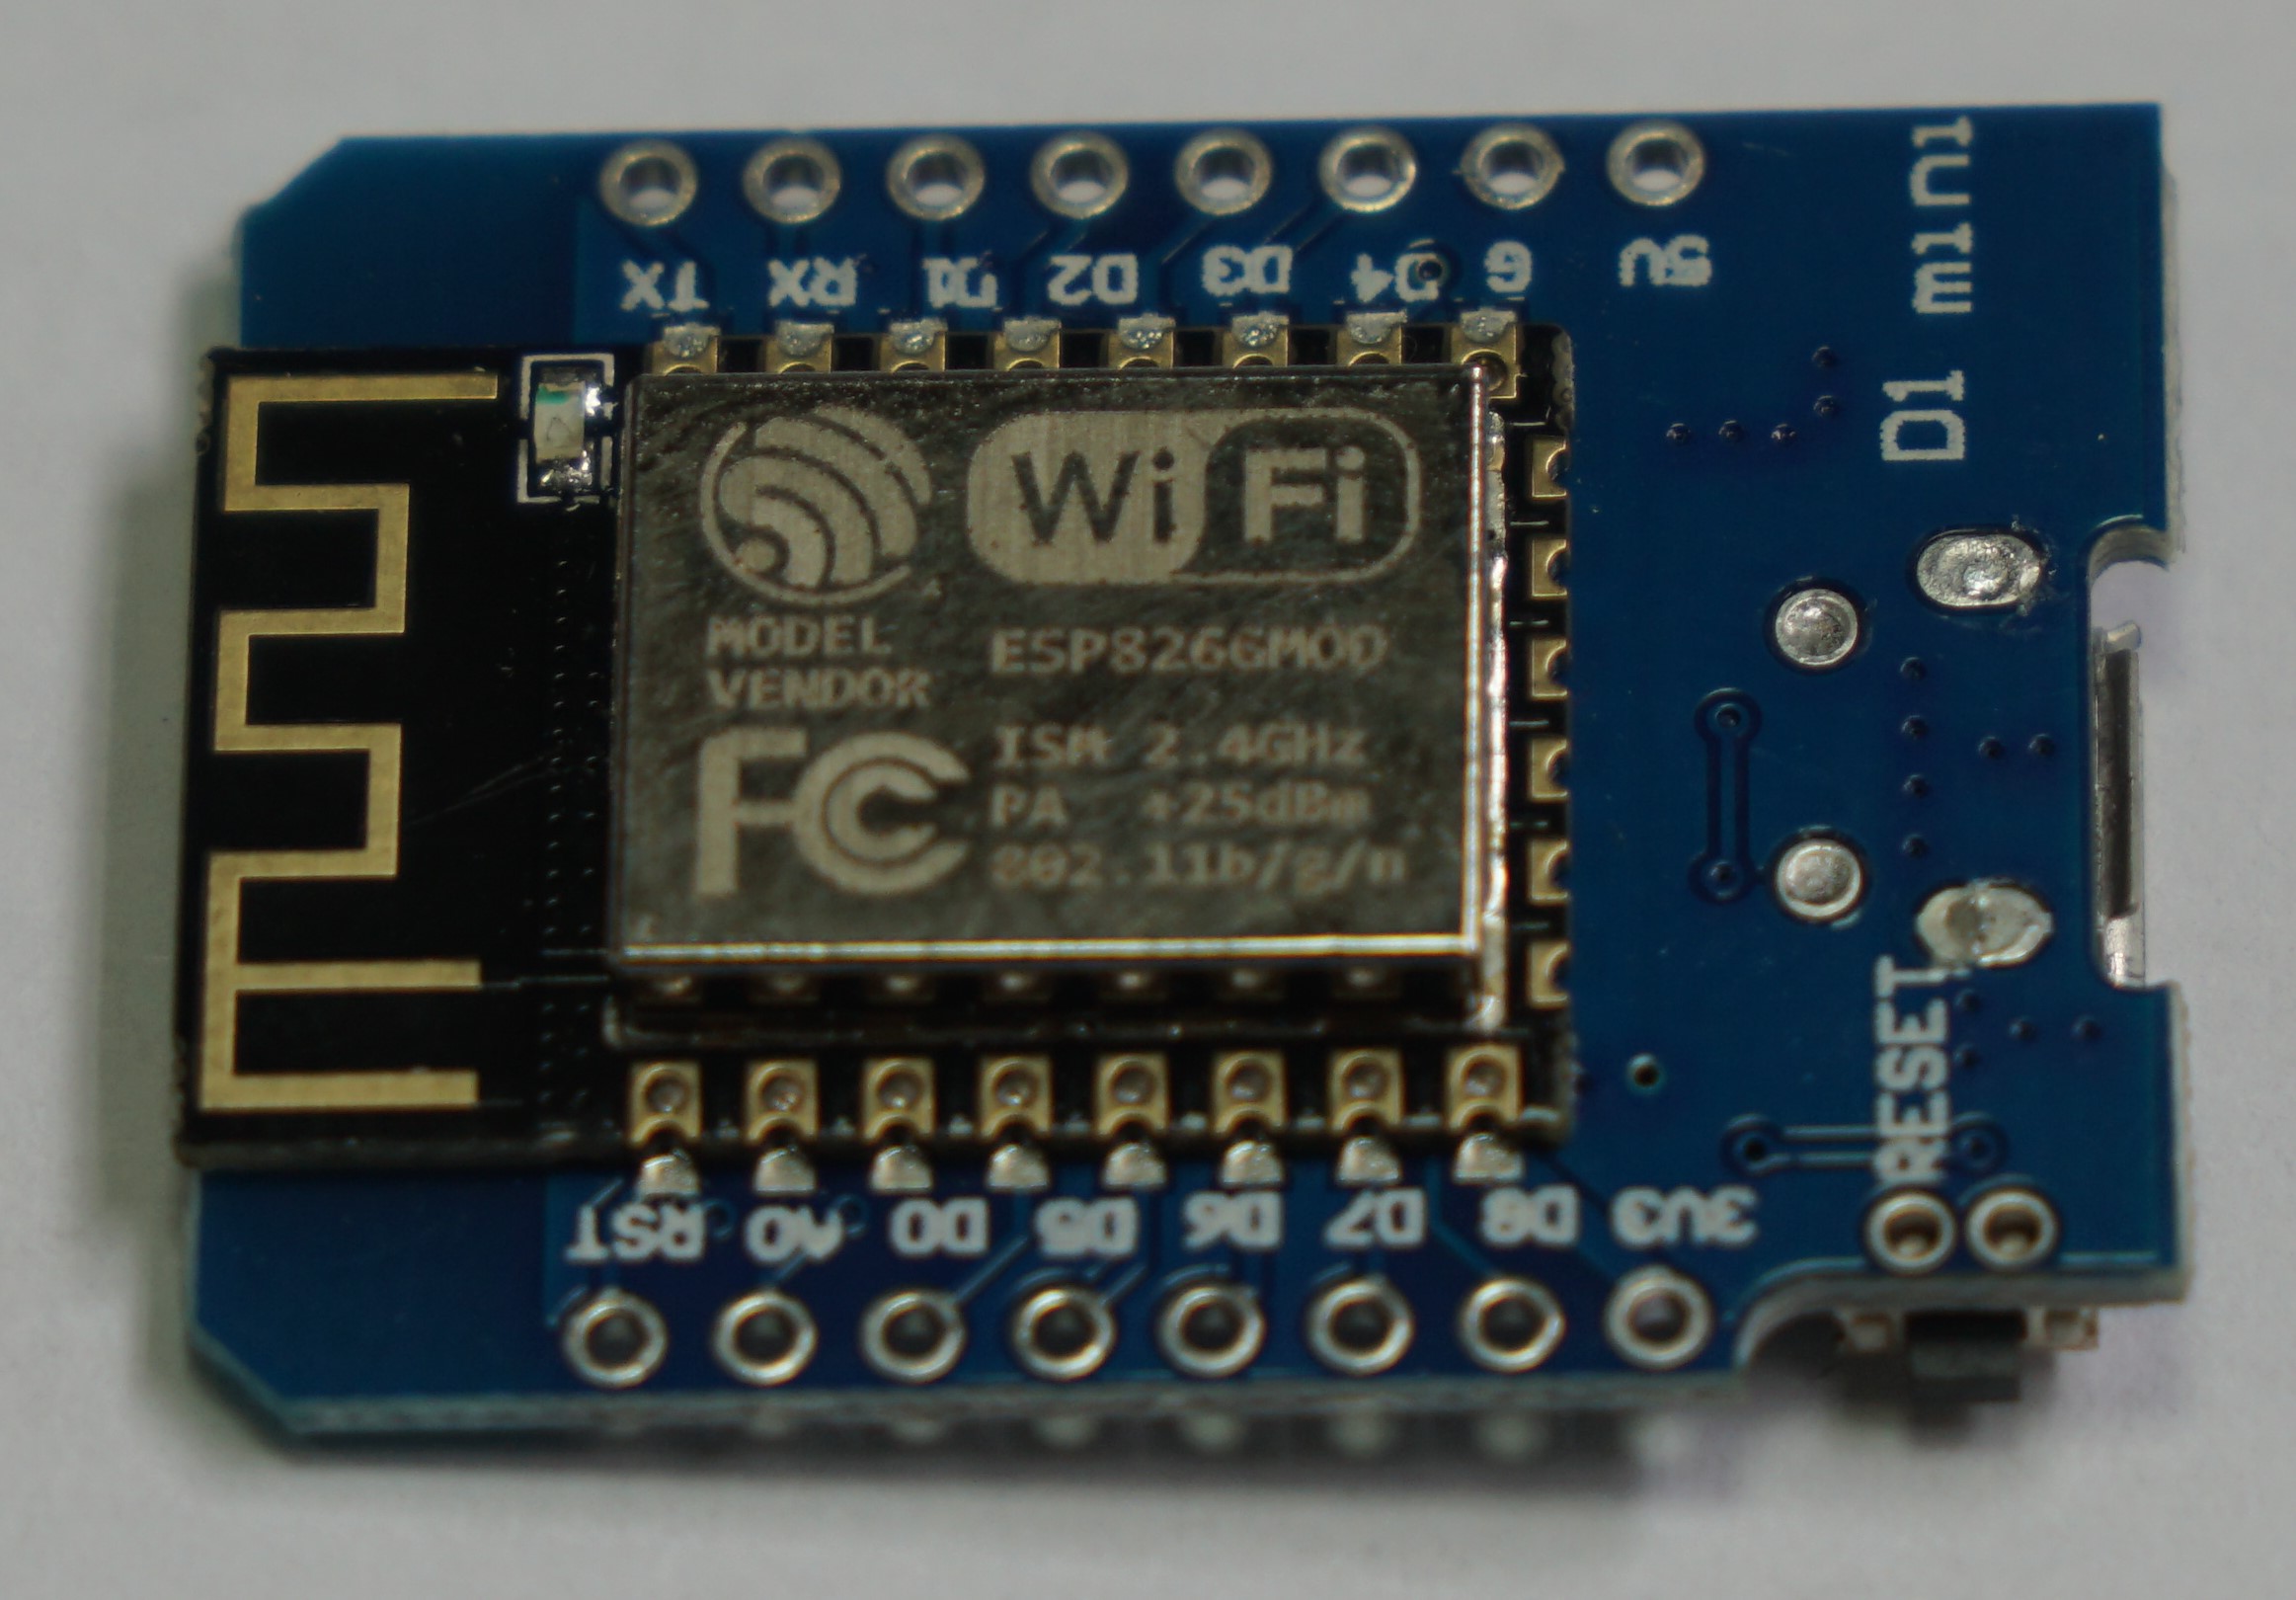 TX RX D1 D2 D3 D4 G 5V
D1 mini
WiFi
MODEL ESP8266MOD
VENDOR
FC ISM 2.4GHz
PA +25dBm
802.11b/g/n
RESET
RST A0 D0 D5 D6 D7 D8 3V3